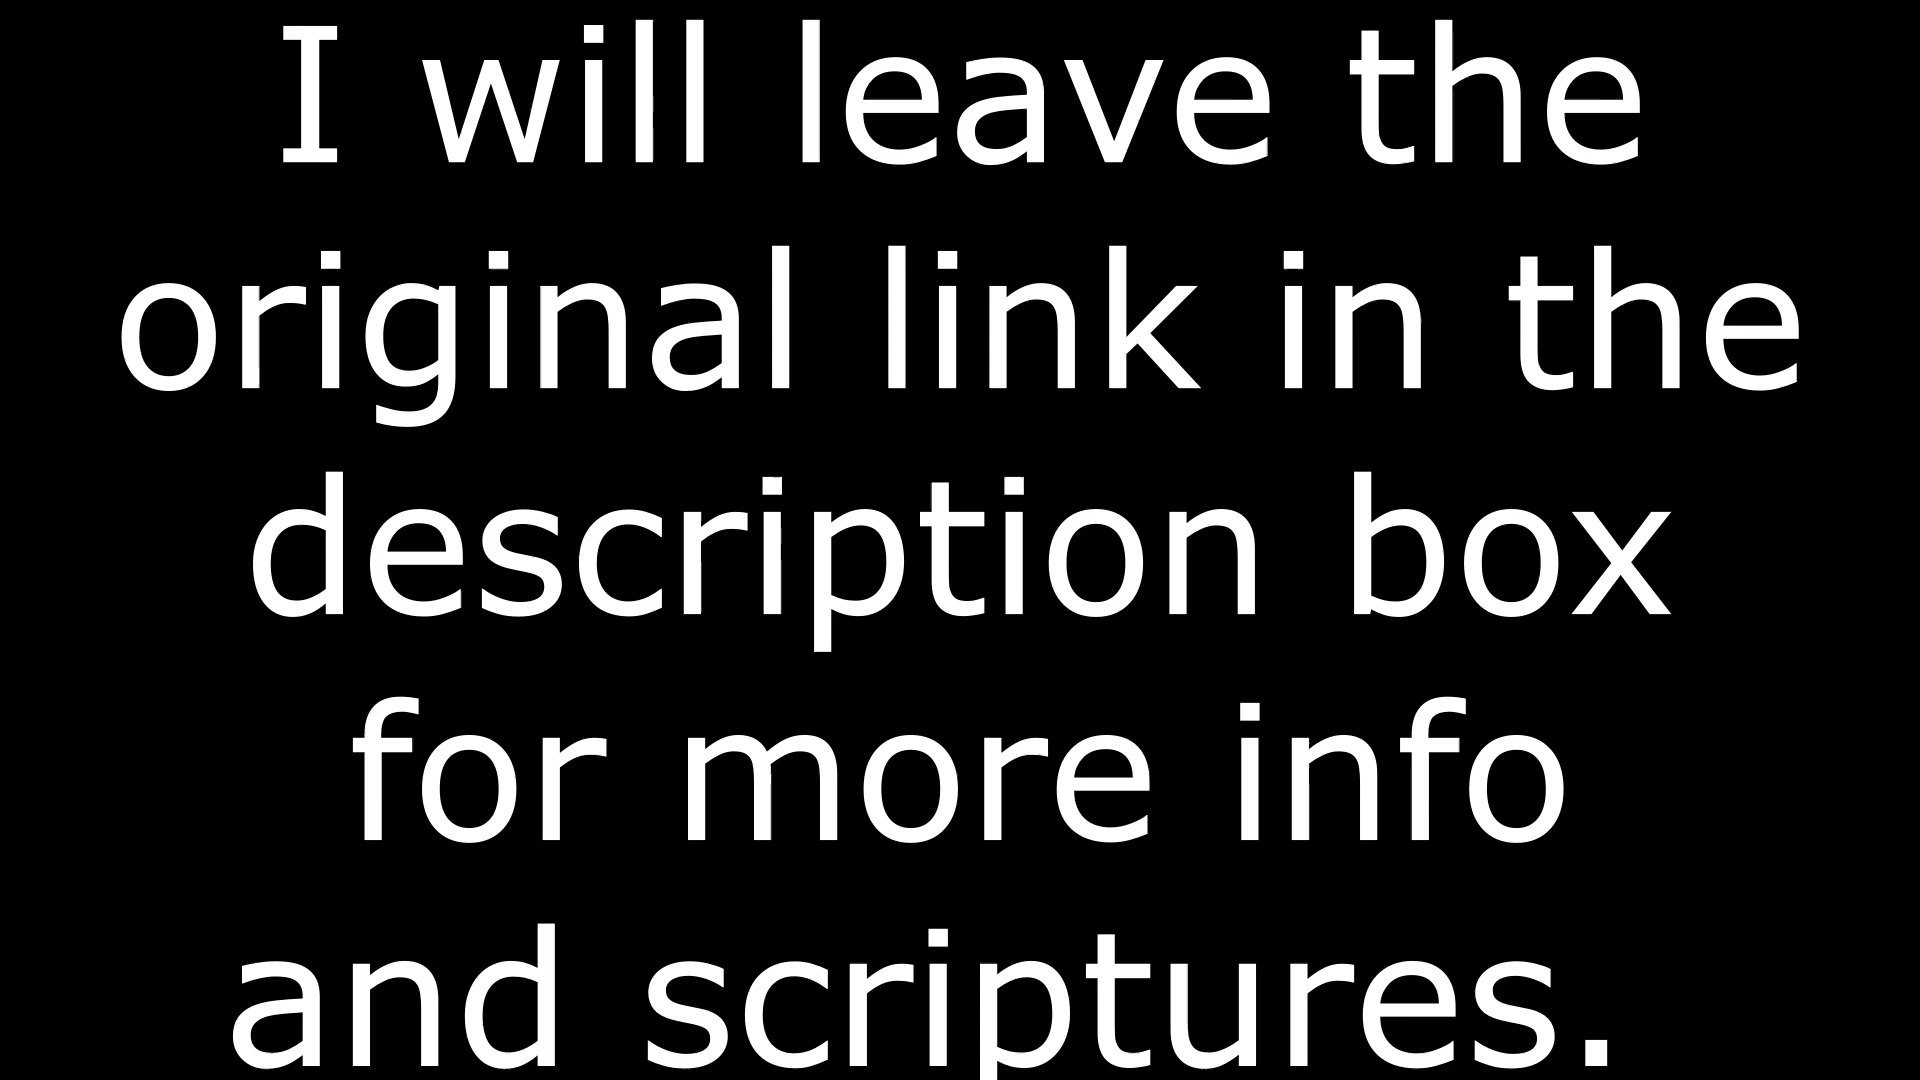 I will leave the
original link in the
description box
for more info
and scriptures.